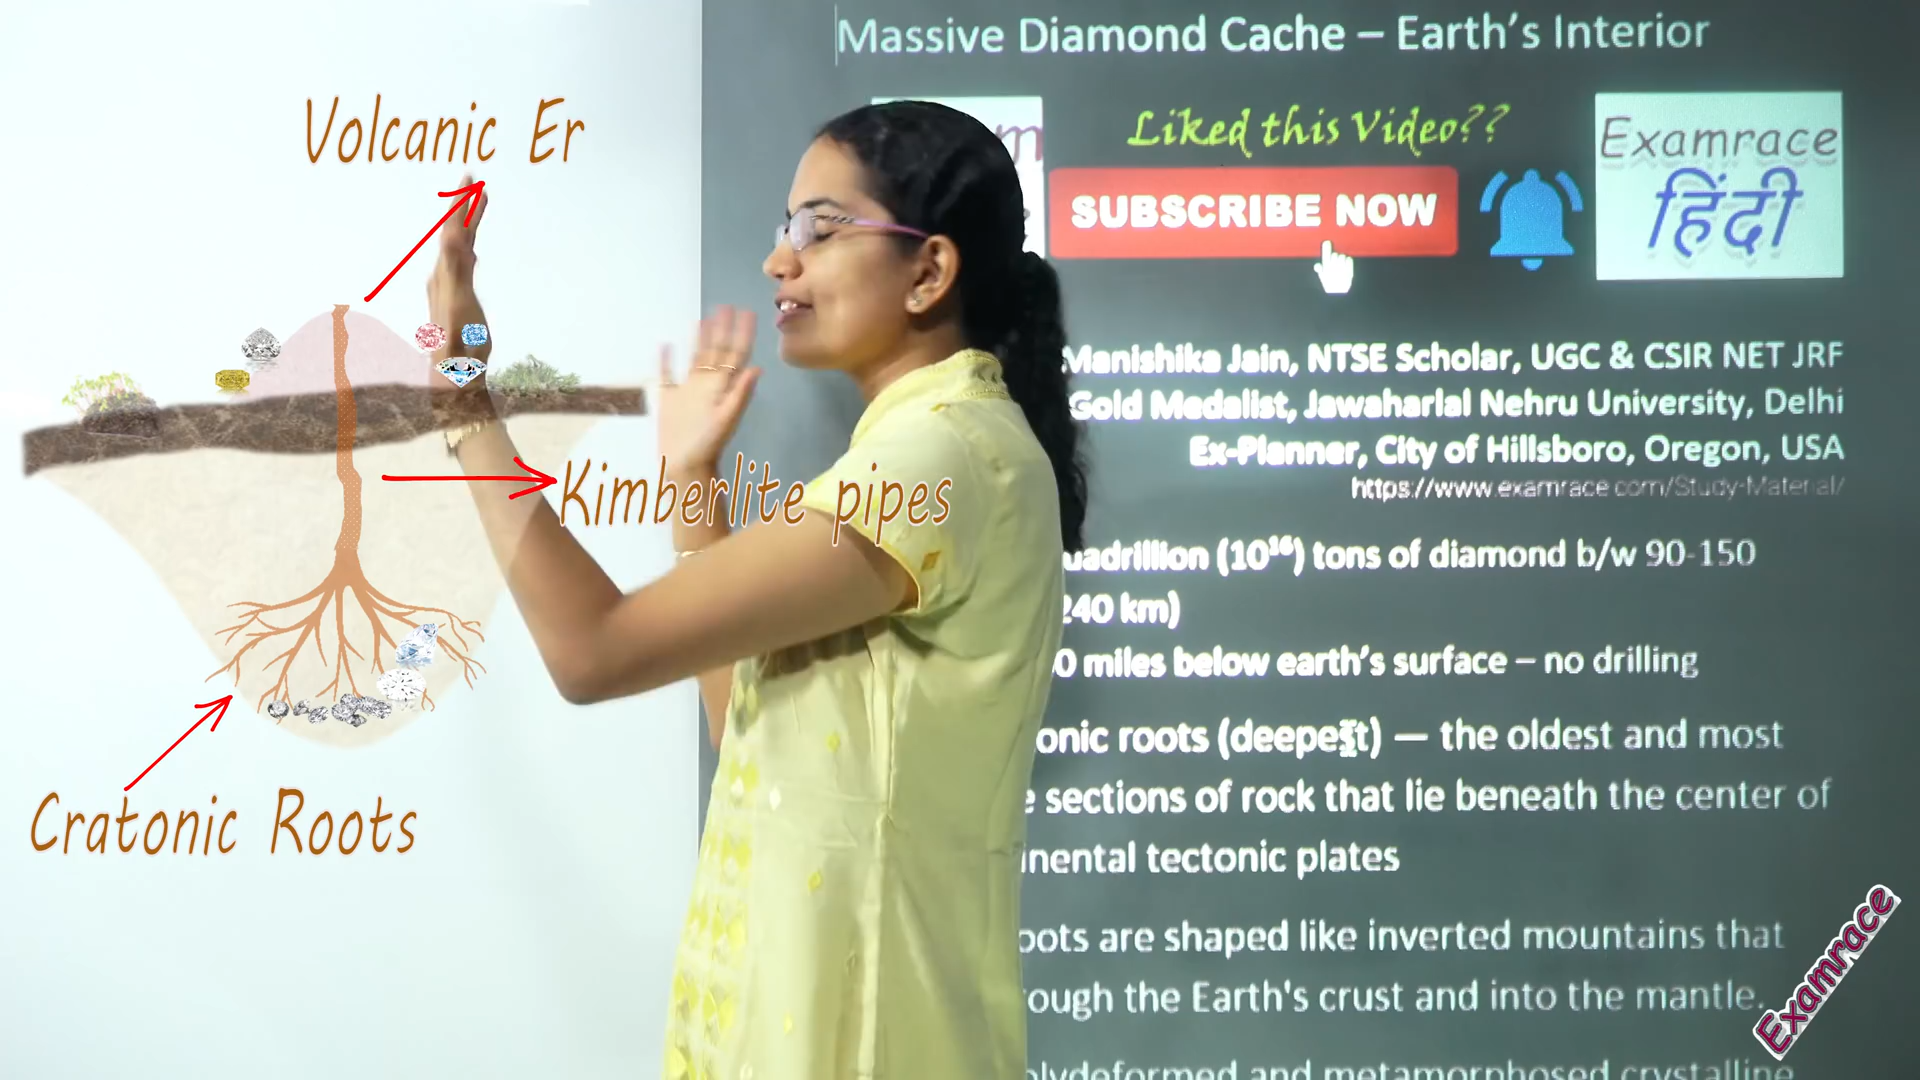 Massive Diamond Cache – Earth's Interior
Volcanic Er
Liked this Video??
SUBSCRIBE NOW
Examrace
हिंदी
Manishika Jain, NTSE Scholar, UGC & CSIR NET JRF
Gold Medalist, Jawaharlal Nehru University, Delhi
Ex-Planner, City of Hillsboro, Oregon, USA
https://www.examrace.com/Study-Material/
Kimberlite pipes
uadrillion (10¹⁶) tons of diamond b/w 90-150
240 km)
0 miles below earth's surface – no drilling
onic roots (deepest) — the oldest and most
e sections of rock that lie beneath the center of
Cratonic Roots
inental tectonic plates
oots are shaped like inverted mountains that
ough the Earth's crust and into the mantle.
Examrace
olydeformed and metamorphosed crystalline